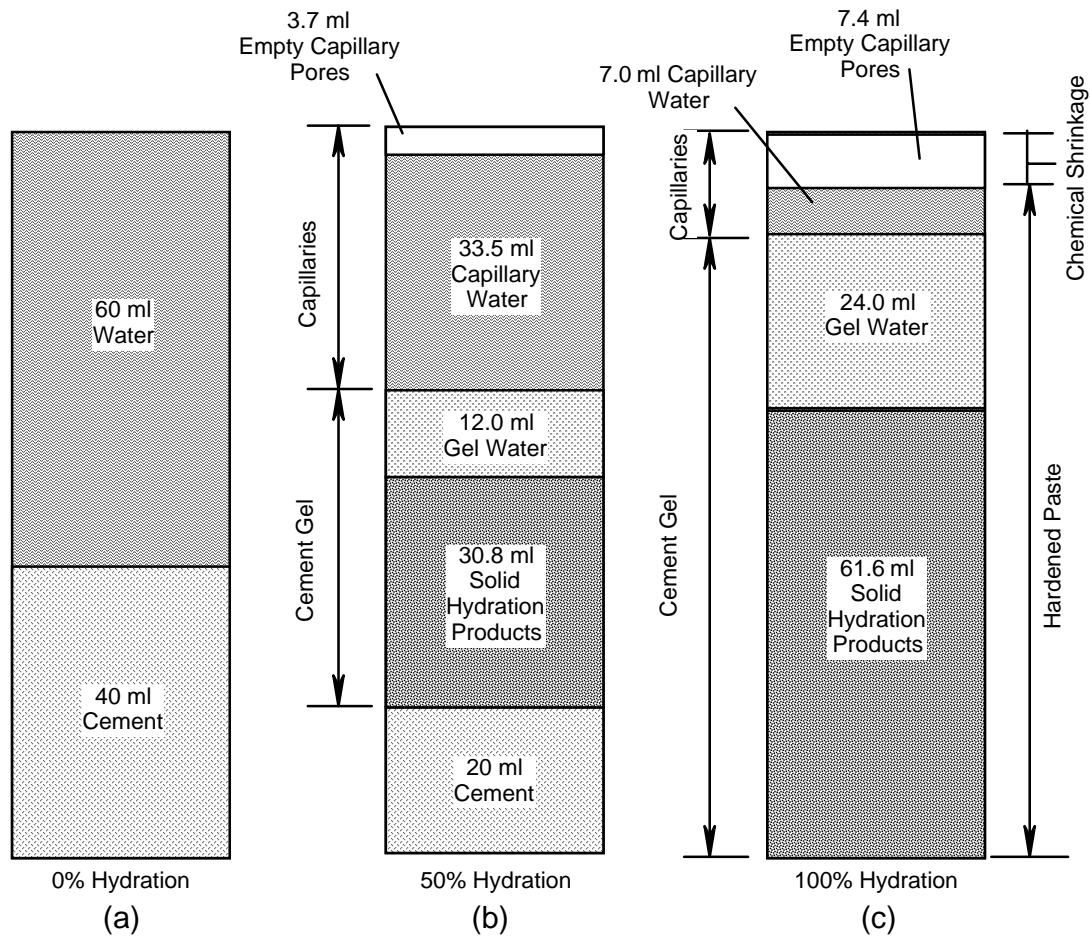 60 ml
Water
40 ml
Cement
0% Hydration
(a)
3.7 ml
Empty Capillary
Pores
Capillaries
Cement Gel
33.5 ml
Capillary
Water
12.0 ml
Gel Water
30.8 ml
Solid
Hydration
Products
20 ml
Cement
50% Hydration
(b)
7.4 ml
Empty Capillary
Pores
7.0 ml Capillary
Water
Capillaries
Cement Gel
24.0 ml
Gel Water
61.6 ml
Solid
Hydration
Products
Chemical Shrinkage
Hardened Paste
100% Hydration
(c)